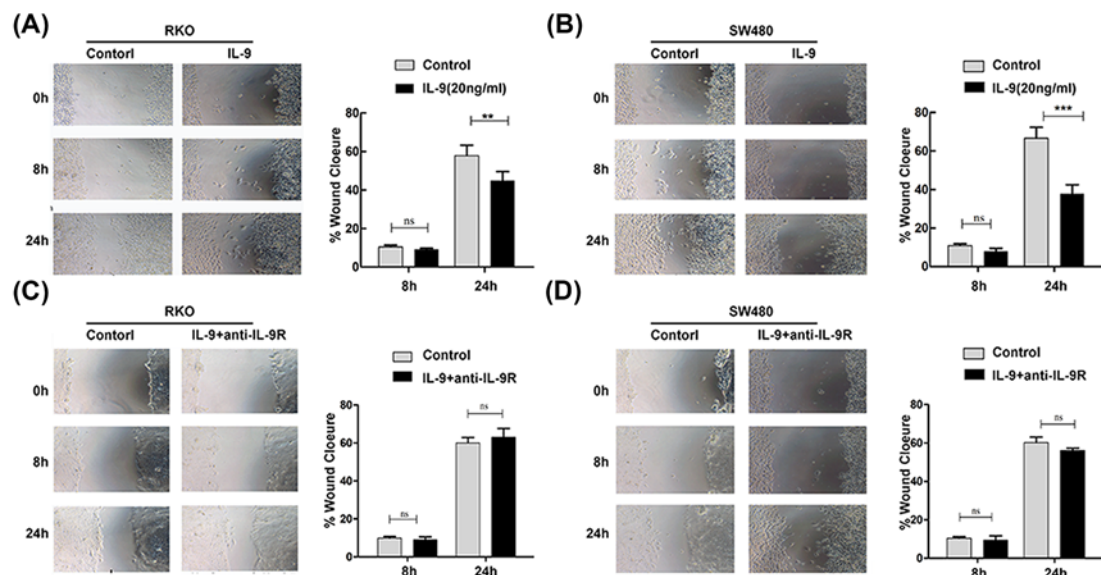 (A)
RKO
Contorl IL-9
0h
8h
24h
Control
IL-9(20ng/ml)
% Wound Cloeure
80
60
40
20
0
ns
**
8h 24h
(B)
SW480
Control IL-9
0h
8h
24h
Control
IL-9(20ng/ml)
% Wound Cloeure
80
60
40
20
0
ns
***
8h 24h
(C)
RKO
Contorl IL-9+anti-IL-9R
0h
8h
24h
Control
IL-9+anti-IL-9R
% Wound Cloeure
80
60
40
20
0
ns
ns
8h 24h
(D)
SW480
Contorl IL-9+anti-IL-9R
0h
8h
24h
Control
IL-9+anti-IL-9R
% Wound Cloeure
80
60
40
20
0
ns
ns
8h 24h